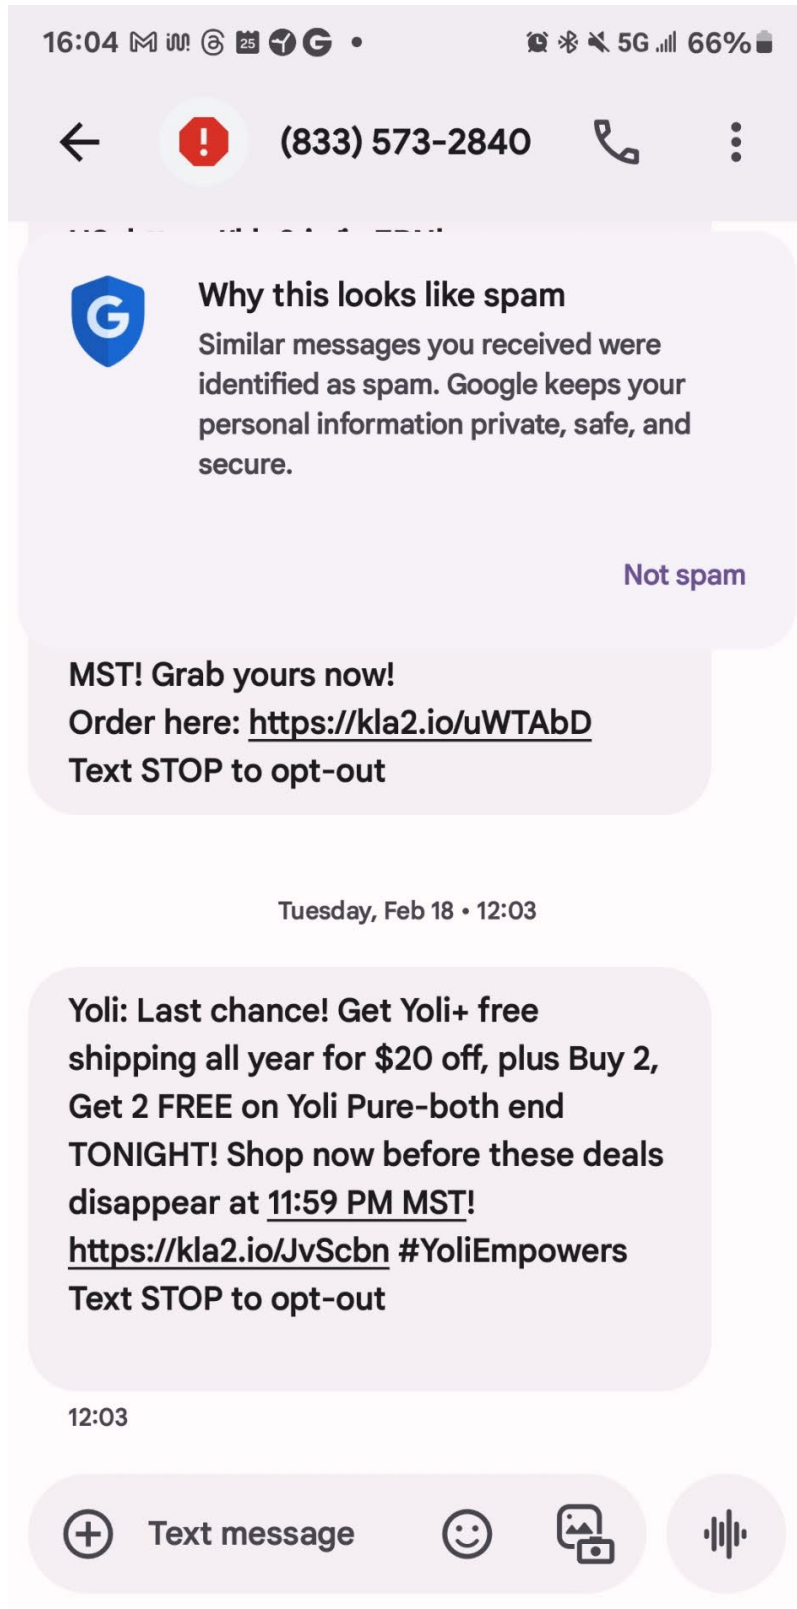 16:04 25 G • 5G 66%
(833) 573-2840
G
Why this looks like spam
Similar messages you received were
identified as spam. Google keeps your
personal information private, safe, and
secure.
Not spam
MST! Grab yours now!
Order here: https://kla2.io/uWTAbD
Text STOP to opt-out
Tuesday, Feb 18 • 12:03
Yoli: Last chance! Get Yoli+ free
shipping all year for $20 off, plus Buy 2,
Get 2 FREE on Yoli Pure-both end
TONIGHT! Shop now before these deals
disappear at 11:59 PM MST!
https://kla2.io/JvScbn #YoliEmpowers
Text STOP to opt-out
12:03
Text message